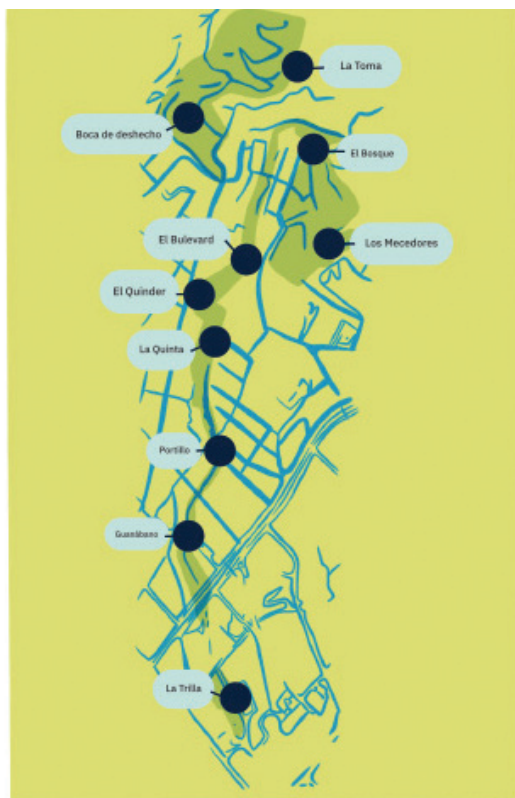 La Toma
Boca de deshecho
El Bosque
El Bulevard
Los Mecedores
El Quinder
La Quinta
Portillo
Guanábano
La Trilla